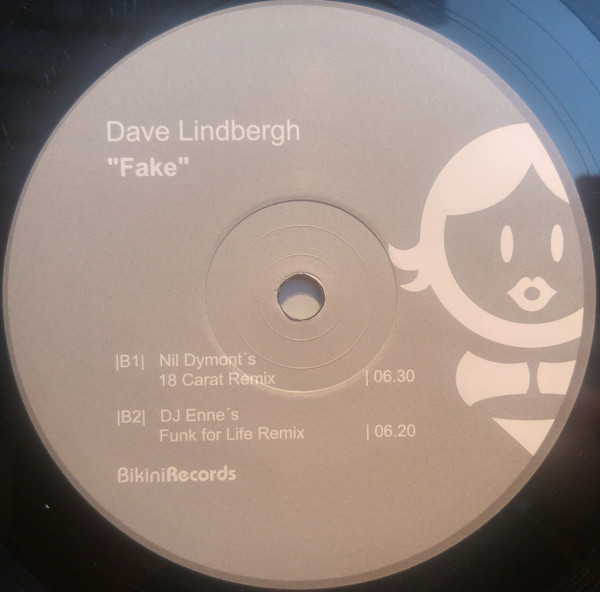 Dave Lindbergh
"Fake"
|B1| Nil Dymont´s
18 Carat Remix | 06.30
|B2| DJ Enne´s
Funk for Life Remix | 06.20
BikiniRecords